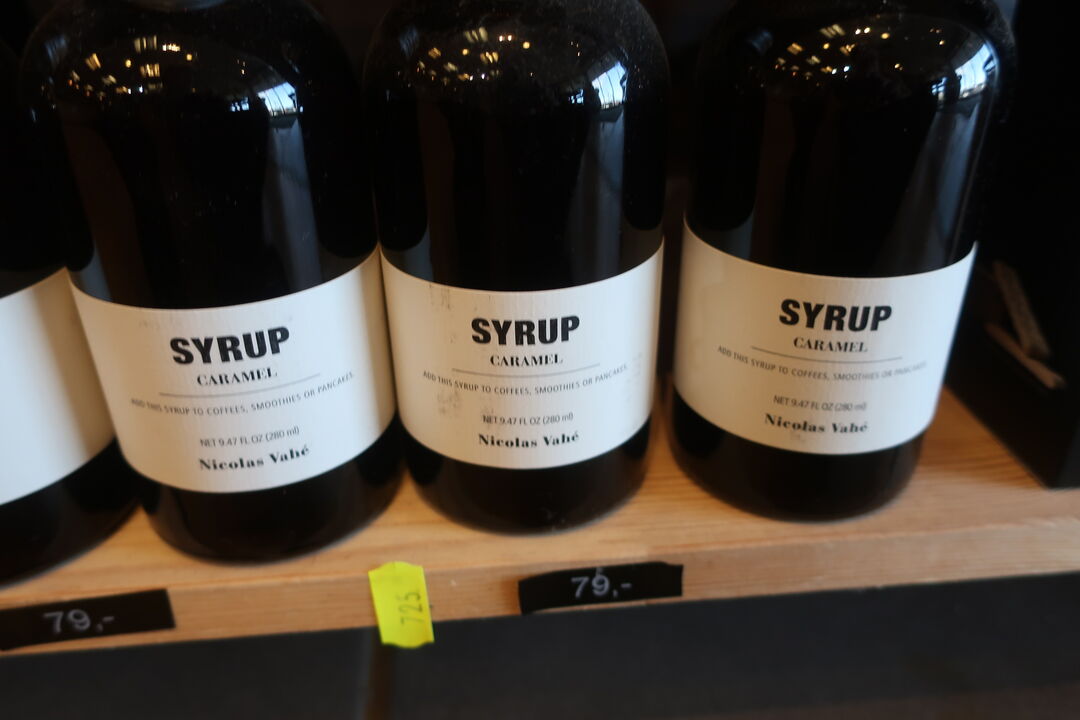 SYRUP
CARAMEL
ADD THIS SYRUP TO COFFEES, SMOOTHIES OR PANCAKES.
NET 9.47 FL OZ (280 ml)
Nicolas Vahé
SYRUP
CARAMEL
ADD THIS SYRUP TO COFFEES, SMOOTHIES OR PANCAKES.
NET 9.47 FL OZ (280 ml)
Nicolas Vahé
SYRUP
CARAMEL
ADD THIS SYRUP TO COFFEES, SMOOTHIES OR PANCAKES.
NET 9.47 FL OZ (280 ml)
Nicolas Vahé
79,-
725
79,-